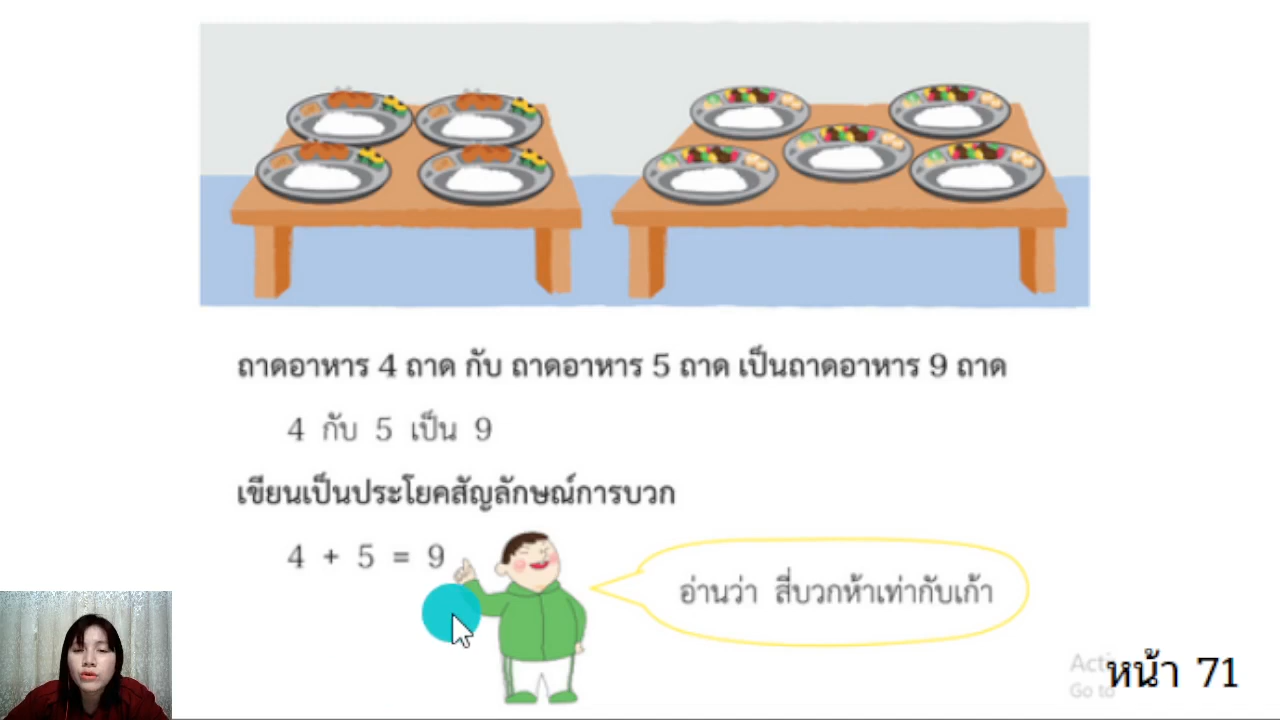 ถาดอาหาร 4 ถาด กับ ถาดอาหาร 5 ถาด เป็นถาดอาหาร 9 ถาด
4 กับ 5 เป็น 9
เขียนเป็นประโยคสัญลักษณ์การบวก
4 + 5 = 9
อ่านว่า สี่บวกห้าเท่ากับเก้า
หน้า 71
Go to